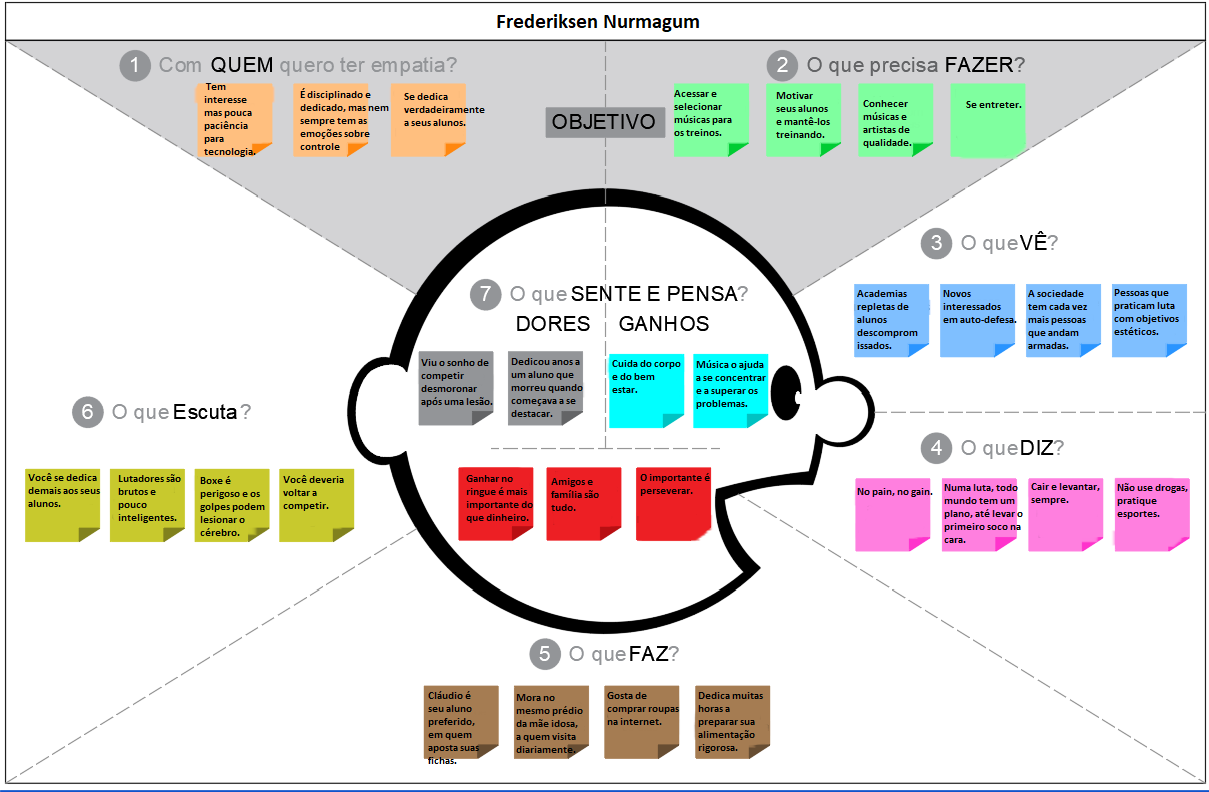 Frederiksen Nurmagum
1 Com QUEM quero ter empatia?
Tem
interesse
mas pouca
paciência
para
tecnologia.
É disciplinado e
dedicado, mas nem
sempre tem as
emoções sobre
controle
Se dedica
verdadeiramente
a seus alunos.
OBJETIVO
2 O que precisa FAZER?
Acessar e
selecionar
músicas para
os treinos.
Motivar
seus alunos
e mantê-los
treinando.
Conhecer
músicas e
artistas de
qualidade.
Se entreter.
3 O que VÊ?
Academias
repletas de
alunos
descomprom
issados.
Novos
interessados
em auto-defesa.
A sociedade
tem cada vez
mais pessoas
que andam
armadas.
Pessoas que
praticam luta
com objetivos
estéticos.
4 O que DIZ?
No pain, no gain.
Numa luta, todo
mundo tem um
plano, até levar o
primeiro soco na
cara.
Cair e levantar,
sempre.
Não use drogas,
pratique
esportes.
5 O que FAZ?
Cláudio é
seu aluno
preferido,
em quem
aposta suas
fichas.
Mora no
mesmo prédio
da mãe idosa,
a quem visita
diariamente.
Gosta de
comprar roupas
na internet.
Dedica muitas
horas a
preparar sua
alimentação
rigorosa.
6 O que Escuta?
Você se dedica
demais aos seus
alunos.
Lutadores são
brutos e
pouco
inteligentes.
Boxe é
perigoso e os
golpes podem
lesionar o
cérebro.
Você deveria
voltar a
competir.
7 O que SENTE E PENSA?
DORES
Viu o sonho de
competir
desmoronar
após uma lesão.
Dedicou anos a
um aluno que
morreu quando
começava a se
destacar.
GANHOS
Cuida do corpo
e do bem
estar.
Música o ajuda
a se concentrar
e a superar os
problemas.
Ganhar no
ringue é mais
importante do
que dinheiro.
Amigos e
família são
tudo.
O importante é
perseverar.